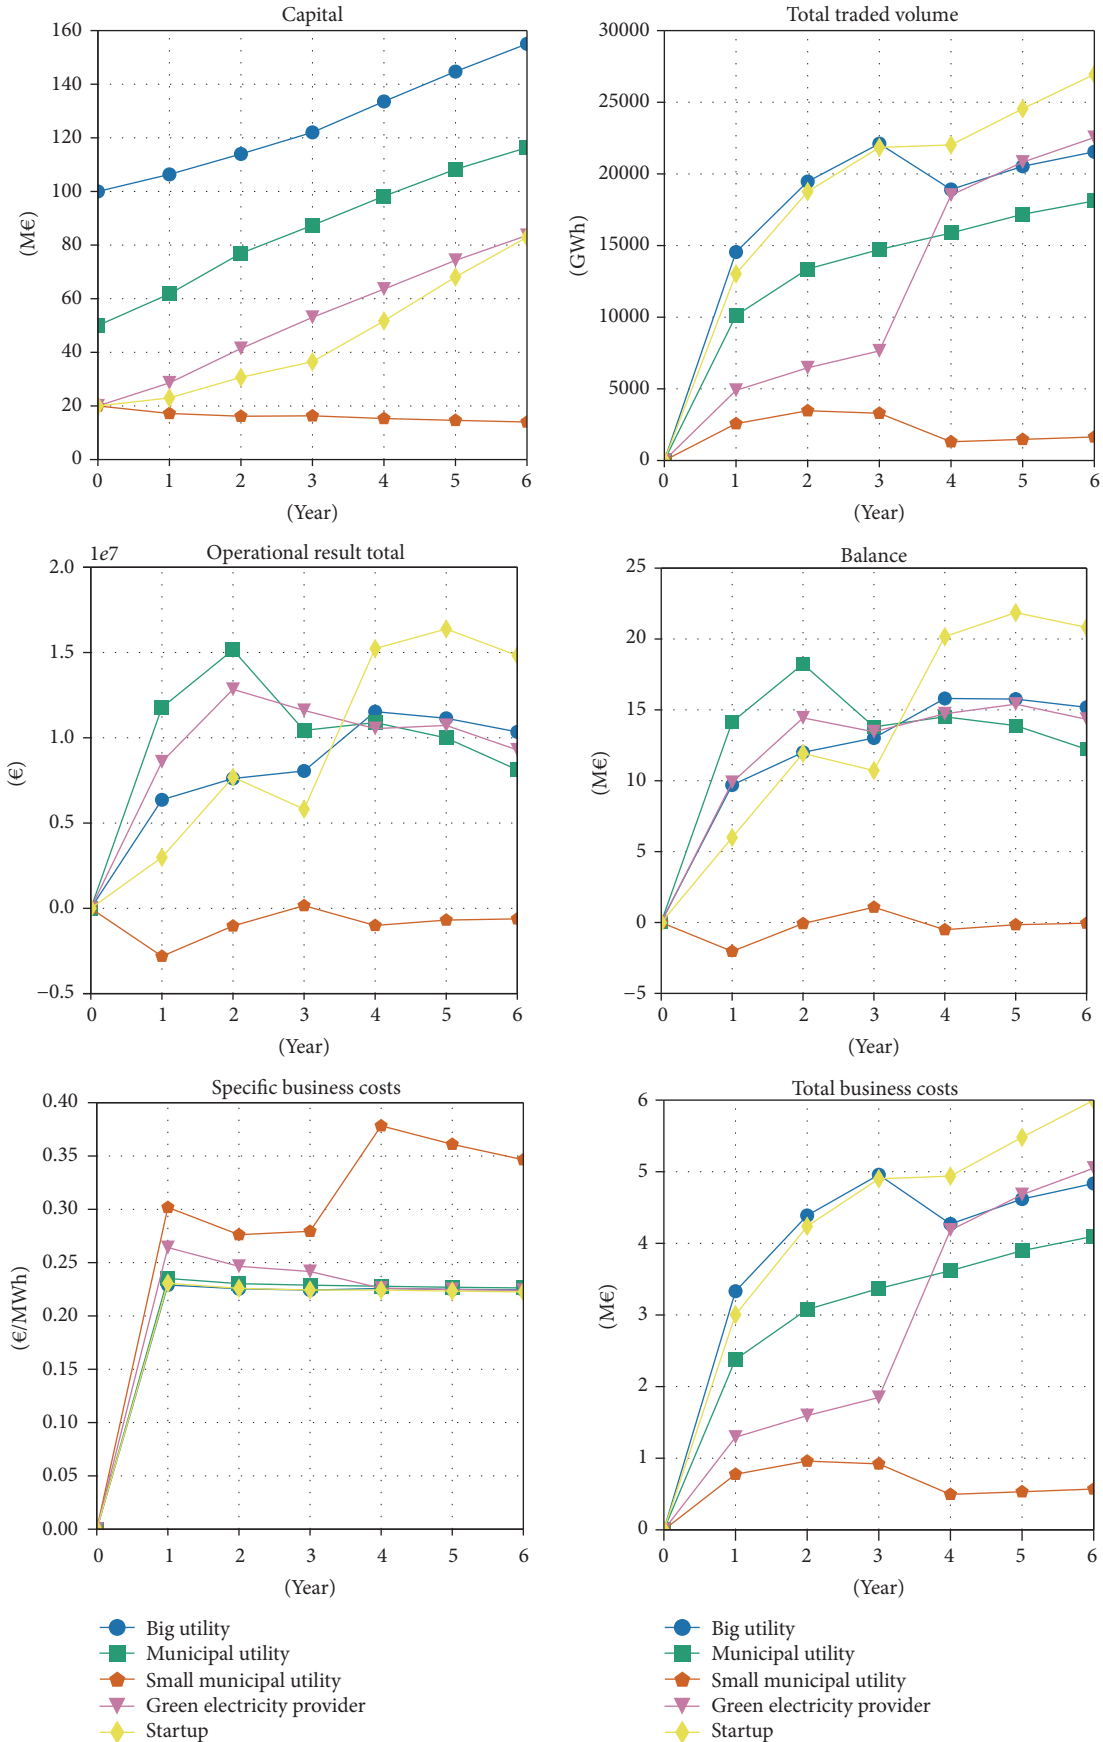 Capital
160
140
120
100
80
60
40
20
0
(M€)
0 1 2 3 4 5 6
(Year)
Total traded volume
30000
25000
20000
15000
10000
5000
0
(GWh)
0 1 2 3 4 5 6
(Year)
Operational result total
1e7
2.0
1.5
1.0
0.5
0.0
−0.5
(€)
0 1 2 3 4 5 6
(Year)
Balance
25
20
15
10
5
0
−5
(M€)
0 1 2 3 4 5 6
(Year)
Specific business costs
0.40
0.35
0.30
0.25
0.20
0.15
0.10
0.05
0.00
(€/MWh)
0 1 2 3 4 5 6
(Year)
Total business costs
6
5
4
3
2
1
0
(M€)
0 1 2 3 4 5 6
(Year)
Big utility
Municipal utility
Small municipal utility
Green electricity provider
Startup
Big utility
Municipal utility
Small municipal utility
Green electricity provider
Startup